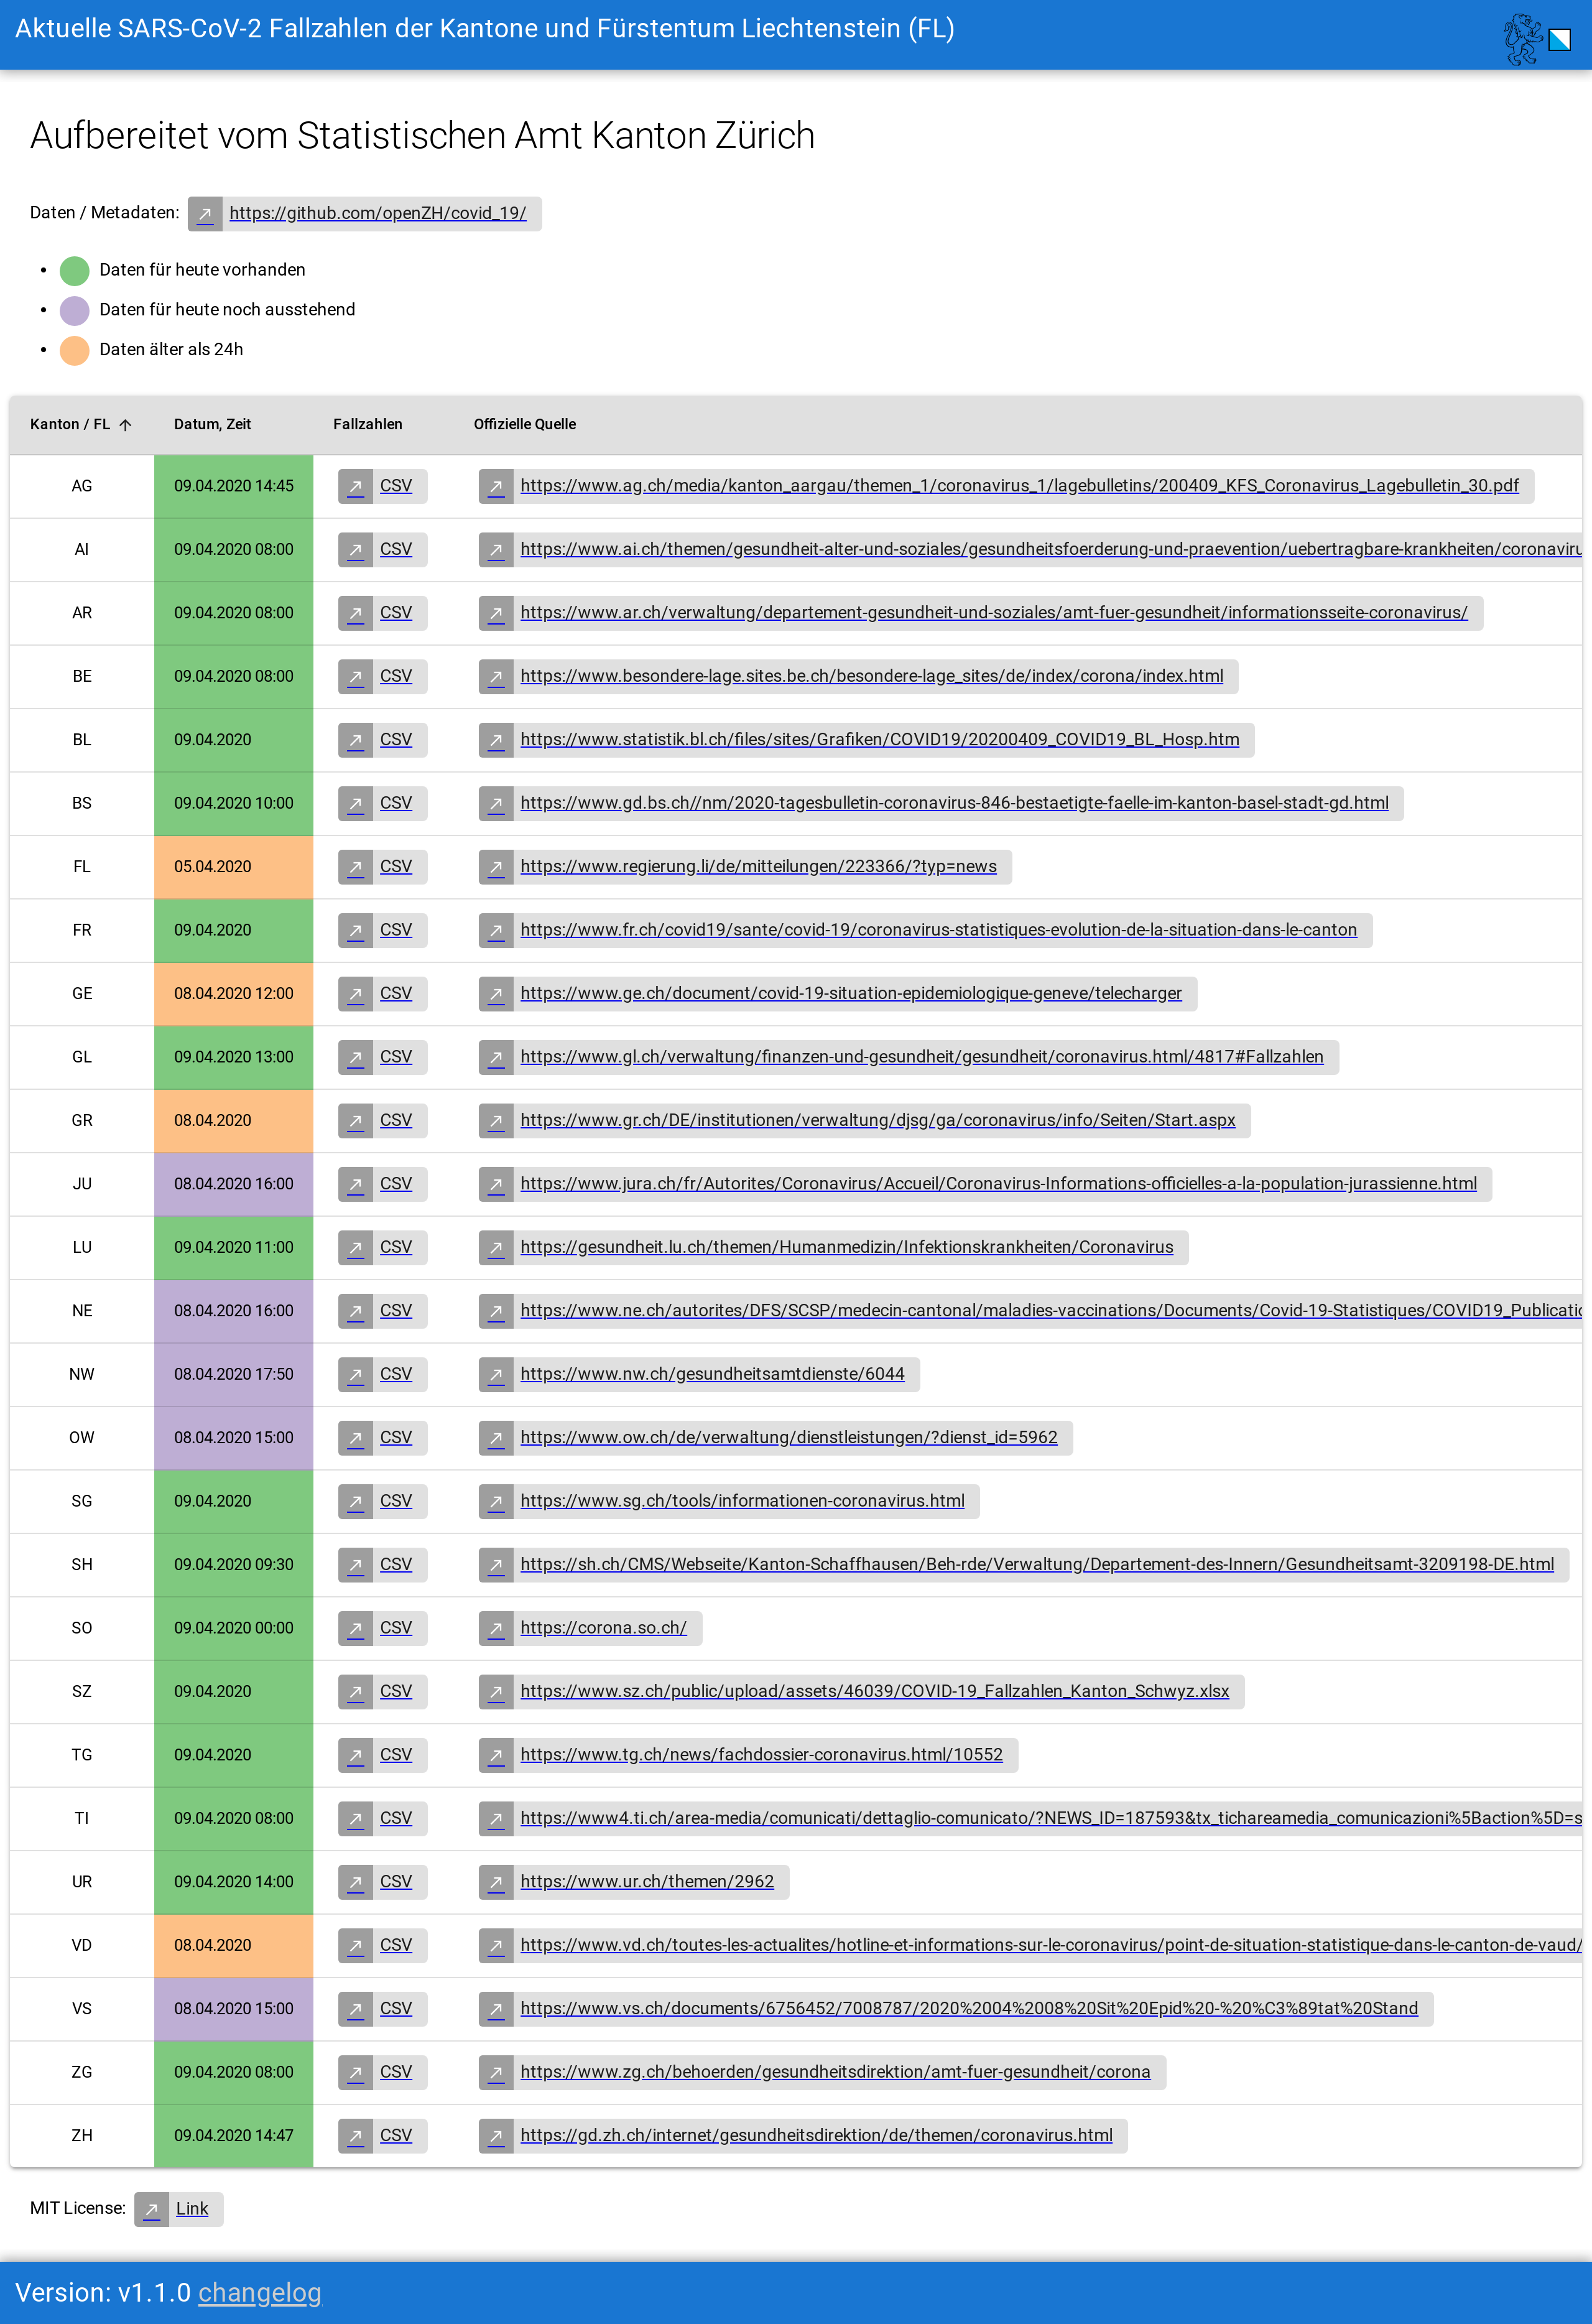 Aktuelle SARS-CoV-2 Fallzahlen der Kantone und Fürstentum Liechtenstein (FL)
Aufbereitet vom Statistischen Amt Kanton Zürich
Daten / Metadaten: https://github.com/openZH/covid_19/
Daten für heute vorhanden
Daten für heute noch ausstehend
Daten älter als 24h
Kanton / FL Datum, Zeit Fallzahlen Offizielle Quelle
AG 09.04.2020 14:45 CSV https://www.ag.ch/media/kanton_aargau/themen_1/coronavirus_1/lagebulletins/200409_KFS_Coronavirus_Lagebulletin_30.pdf
AI 09.04.2020 08:00 CSV https://www.ai.ch/themen/gesundheit-alter-und-soziales/gesundheitsfoerderung-und-praevention/uebertragbare-krankheiten/coronaviru
AR 09.04.2020 08:00 CSV https://www.ar.ch/verwaltung/departement-gesundheit-und-soziales/amt-fuer-gesundheit/informationsseite-coronavirus/
BE 09.04.2020 08:00 CSV https://www.besondere-lage.sites.be.ch/besondere-lage_sites/de/index/corona/index.html
BL 09.04.2020 CSV https://www.statistik.bl.ch/files/sites/Grafiken/COVID19/20200409_COVID19_BL_Hosp.htm
BS 09.04.2020 10:00 CSV https://www.gd.bs.ch//nm/2020-tagesbulletin-coronavirus-846-bestaetigte-faelle-im-kanton-basel-stadt-gd.html
FL 05.04.2020 CSV https://www.regierung.li/de/mitteilungen/223366/?typ=news
FR 09.04.2020 CSV https://www.fr.ch/covid19/sante/covid-19/coronavirus-statistiques-evolution-de-la-situation-dans-le-canton
GE 08.04.2020 12:00 CSV https://www.ge.ch/document/covid-19-situation-epidemiologique-geneve/telecharger
GL 09.04.2020 13:00 CSV https://www.gl.ch/verwaltung/finanzen-und-gesundheit/gesundheit/coronavirus.html/4817#Fallzahlen
GR 08.04.2020 CSV https://www.gr.ch/DE/institutionen/verwaltung/djsg/ga/coronavirus/info/Seiten/Start.aspx
JU 08.04.2020 16:00 CSV https://www.jura.ch/fr/Autorites/Coronavirus/Accueil/Coronavirus-Informations-officielles-a-la-population-jurassienne.html
LU 09.04.2020 11:00 CSV https://gesundheit.lu.ch/themen/Humanmedizin/Infektionskrankheiten/Coronavirus
NE 08.04.2020 16:00 CSV https://www.ne.ch/autorites/DFS/SCSP/medecin-cantonal/maladies-vaccinations/Documents/Covid-19-Statistiques/COVID19_Publicatio
NW 08.04.2020 17:50 CSV https://www.nw.ch/gesundheitsamtdienste/6044
OW 08.04.2020 15:00 CSV https://www.ow.ch/de/verwaltung/dienstleistungen/?dienst_id=5962
SG 09.04.2020 CSV https://www.sg.ch/tools/informationen-coronavirus.html
SH 09.04.2020 09:30 CSV https://sh.ch/CMS/Webseite/Kanton-Schaffhausen/Beh-rde/Verwaltung/Departement-des-Innern/Gesundheitsamt-3209198-DE.html
SO 09.04.2020 00:00 CSV https://corona.so.ch/
SZ 09.04.2020 CSV https://www.sz.ch/public/upload/assets/46039/COVID-19_Fallzahlen_Kanton_Schwyz.xlsx
TG 09.04.2020 CSV https://www.tg.ch/news/fachdossier-coronavirus.html/10552
TI 09.04.2020 08:00 CSV https://www4.ti.ch/area-media/comunicati/dettaglio-comunicato/?NEWS_ID=187593&tx_tichareamedia_comunicazioni%5Baction%5D=s
UR 09.04.2020 14:00 CSV https://www.ur.ch/themen/2962
VD 08.04.2020 CSV https://www.vd.ch/toutes-les-actualites/hotline-et-informations-sur-le-coronavirus/point-de-situation-statistique-dans-le-canton-de-vaud/
VS 08.04.2020 15:00 CSV https://www.vs.ch/documents/6756452/7008787/2020%2004%2008%20Sit%20Epid%20-%20%C3%89tat%20Stand
ZG 09.04.2020 08:00 CSV https://www.zg.ch/behoerden/gesundheitsdirektion/amt-fuer-gesundheit/corona
ZH 09.04.2020 14:47 CSV https://gd.zh.ch/internet/gesundheitsdirektion/de/themen/coronavirus.html
MIT License: Link
Version: v1.1.0 changelog